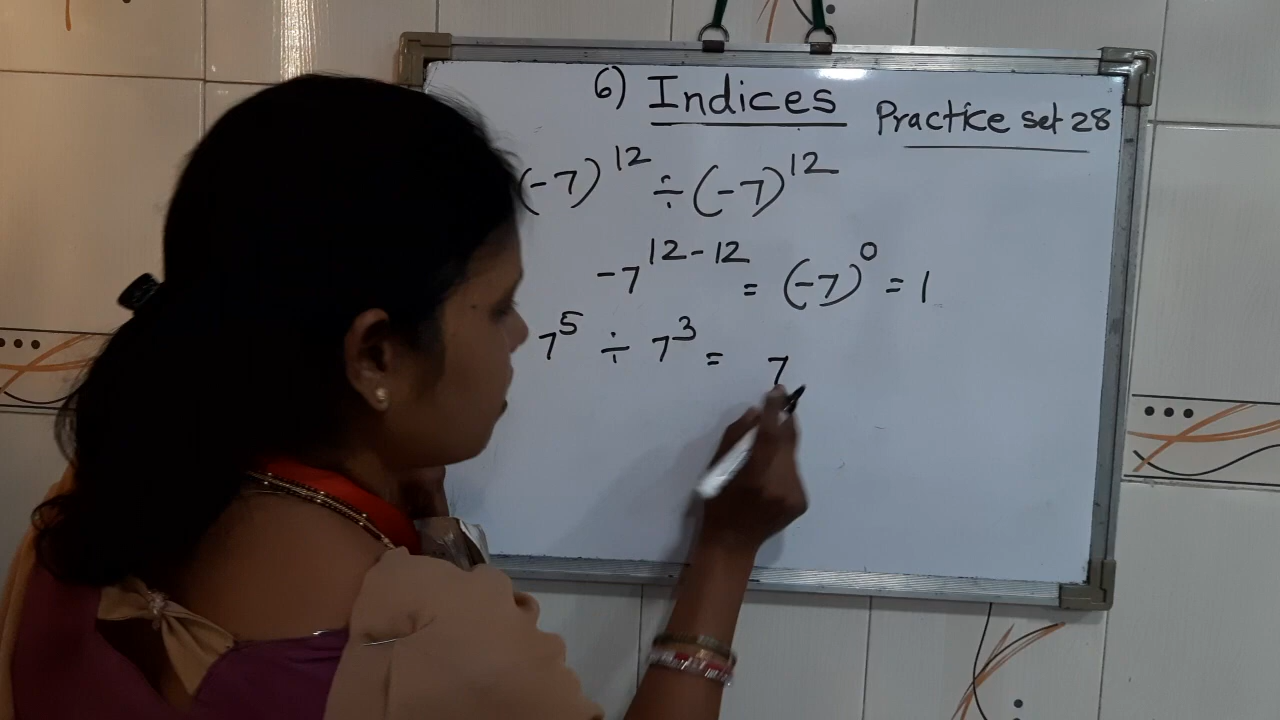 6) Indices Practice set 28
(-7)^12 ÷ (-7)^12
-7^12-12 = (-7)^0 = 1
7^5 ÷ 7^3 = 7